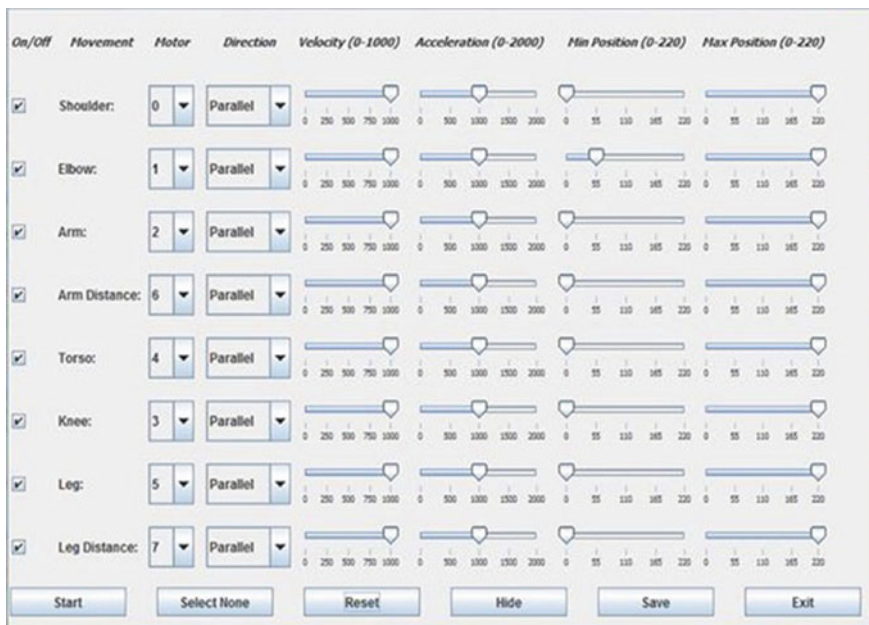 On/Off Movement Motor Direction Velocity (0-1000) Acceleration (0-2000) Min Position (0-220) Max Position (0-220)
Shoulder: 0 Parallel
0 250 500 750 1000 0 500 1000 1500 2000 0 55 110 165 220 0 55 110 165 220
Elbow: 1 Parallel
0 250 500 750 1000 0 500 1000 1500 2000 0 55 110 165 220 0 55 110 165 220
Arm: 2 Parallel
0 250 500 750 1000 0 500 1000 1500 2000 0 55 110 165 220 0 55 110 165 220
Arm Distance: 6 Parallel
0 250 500 750 1000 0 500 1000 1500 2000 0 55 110 165 220 0 55 110 165 220
Torso: 4 Parallel
0 250 500 750 1000 0 500 1000 1500 2000 0 55 110 165 220 0 55 110 165 220
Knee: 3 Parallel
0 250 500 750 1000 0 500 1000 1500 2000 0 55 110 165 220 0 55 110 165 220
Leg: 5 Parallel
0 250 500 750 1000 0 500 1000 1500 2000 0 55 110 165 220 0 55 110 165 220
Leg Distance: 7 Parallel
0 250 500 750 1000 0 500 1000 1500 2000 0 55 110 165 220 0 55 110 165 220
Start Select None Reset Hide Save Exit